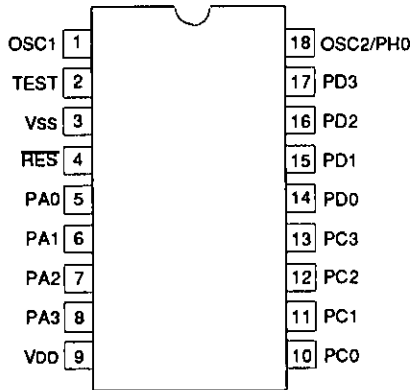 OSC1 1 18 OSC2/PH0
TEST 2 17 PD3
VSS 3 16 PD2
R̅E̅S̅ 4 15 PD1
PA0 5 14 PD0
PA1 6 13 PC3
PA2 7 12 PC2
PA3 8 11 PC1
VDD 9 10 PC0